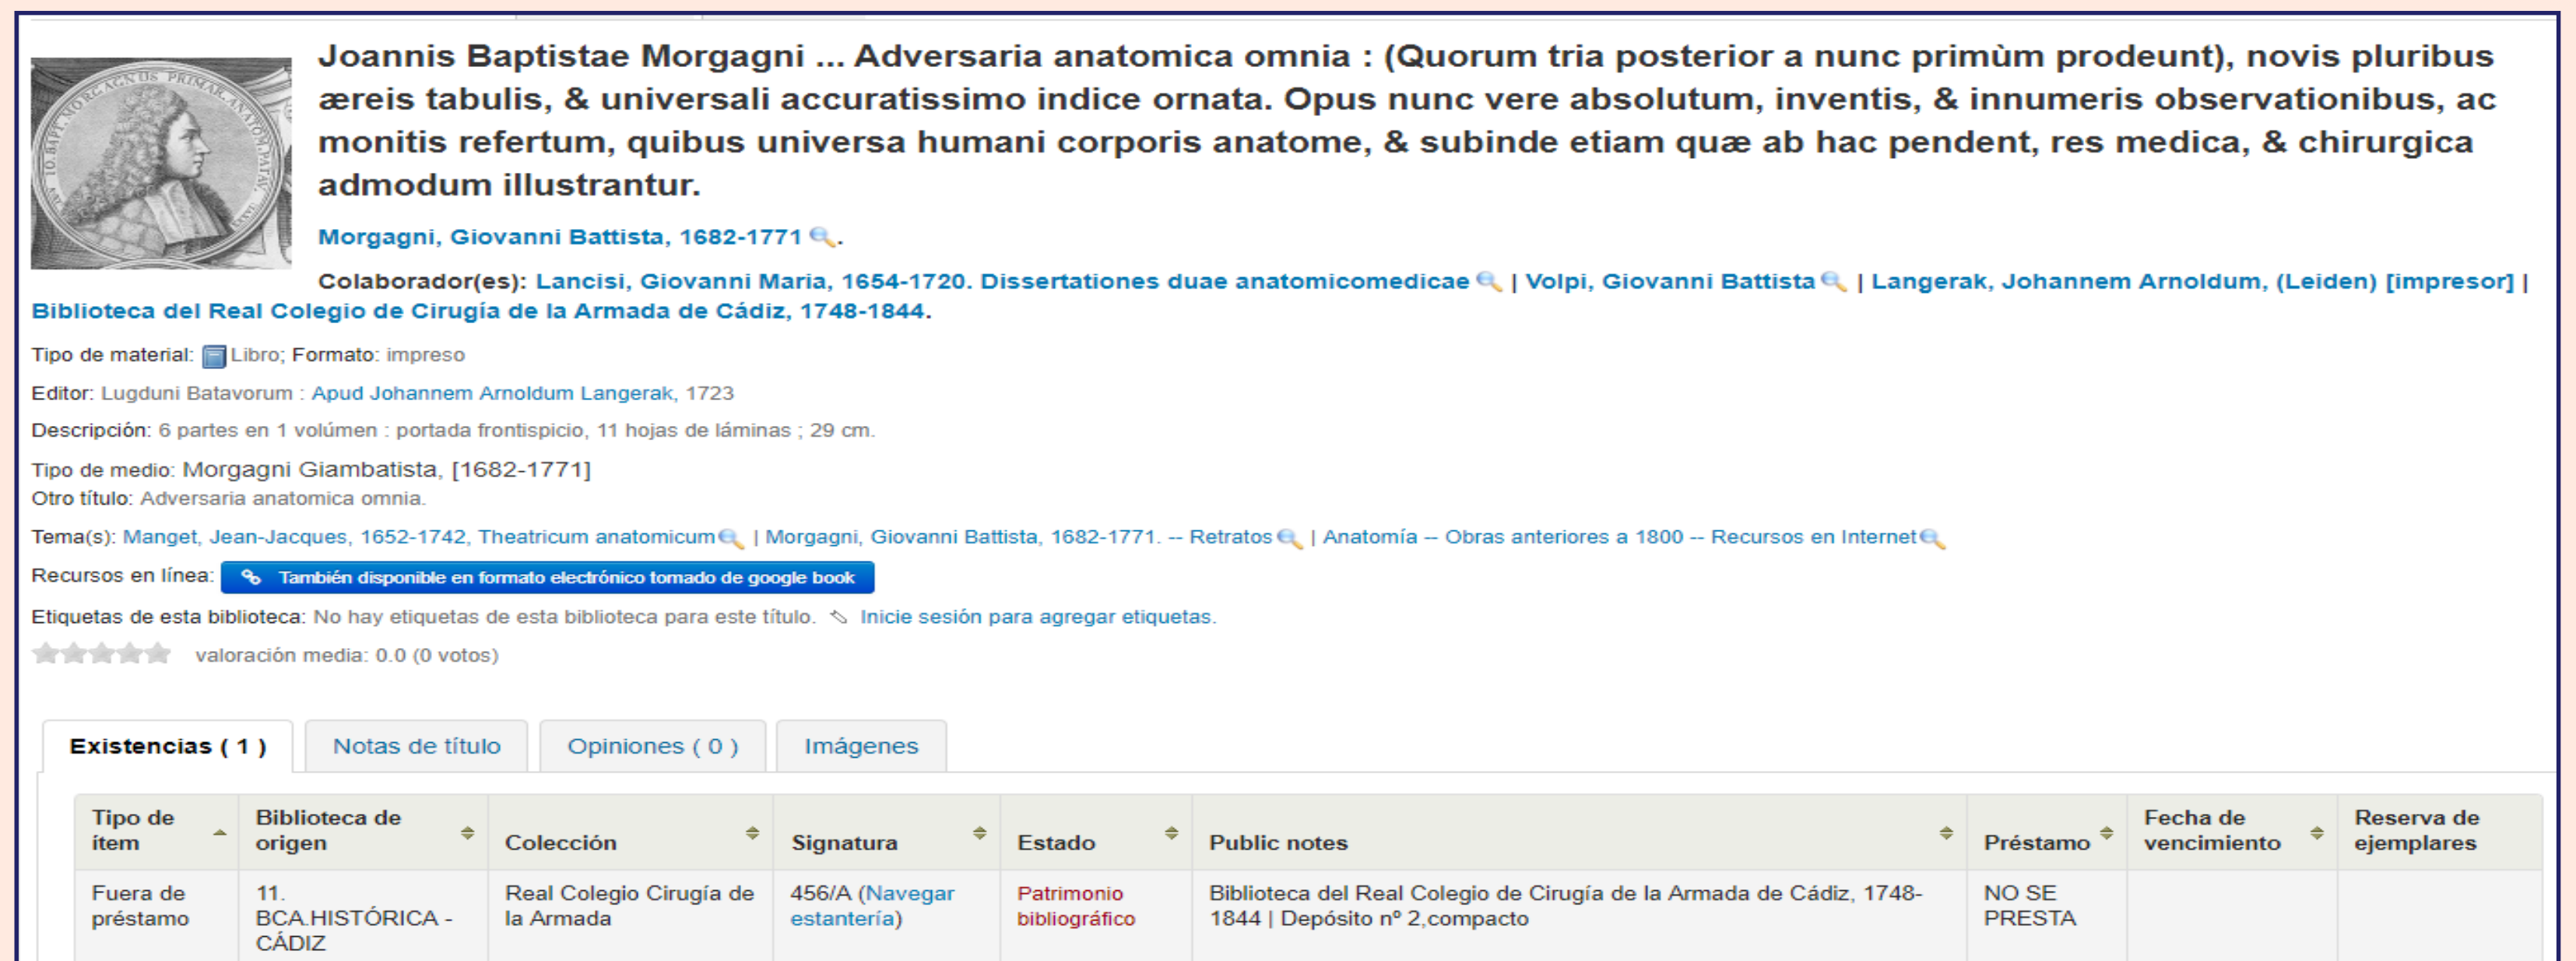 Joannis Baptistae Morgagni ... Adversaria anatomica omnia : (Quorum tria posterior a nunc primùm prodeunt), novis pluribus
æreis tabulis, & universali accuratissimo indice ornata. Opus nunc vere absolutum, inventis, & innumeris observationibus, ac
monitis refertum, quibus universa humani corporis anatome, & subinde etiam quæ ab hac pendent, res medica, & chirurgica
admodum illustrantur.
Morgagni, Giovanni Battista, 1682-1771 .
Colaborador(es): Lancisi, Giovanni Maria, 1654-1720. Dissertationes duae anatomicomedicae | Volpi, Giovanni Battista | Langerak, Johannem Arnoldum, (Leiden) [impresor] |
Biblioteca del Real Colegio de Cirugía de la Armada de Cádiz, 1748-1844.
Tipo de material: Libro; Formato: impreso
Editor: Lugduni Batavorum : Apud Johannem Arnoldum Langerak, 1723
Descripción: 6 partes en 1 volúmen : portada frontispicio, 11 hojas de láminas ; 29 cm.
Tipo de medio: Morgagni Giambatista, [1682-1771]
Otro título: Adversaria anatomica omnia.
Tema(s): Manget, Jean-Jacques, 1652-1742, Theatricum anatomicum | Morgagni, Giovanni Battista, 1682-1771. -- Retratos | Anatomía -- Obras anteriores a 1800 -- Recursos en Internet
Recursos en línea: También disponible en formato electrónico tomado de google book
Etiquetas de esta biblioteca: No hay etiquetas de esta biblioteca para este título. Inicie sesión para agregar etiquetas.
valoración media: 0.0 (0 votos)
Existencias ( 1 ) Notas de título Opiniones ( 0 ) Imágenes
Tipo de ítem Biblioteca de origen Colección Signatura Estado Public notes Préstamo Fecha de vencimiento Reserva de ejemplares
Fuera de préstamo 11. BCA.HISTÓRICA - CÁDIZ Real Colegio Cirugía de la Armada 456/A (Navegar estantería) Patrimonio bibliográfico Biblioteca del Real Colegio de Cirugía de la Armada de Cádiz, 1748-1844 | Depósito nº 2,compacto NO SE PRESTA